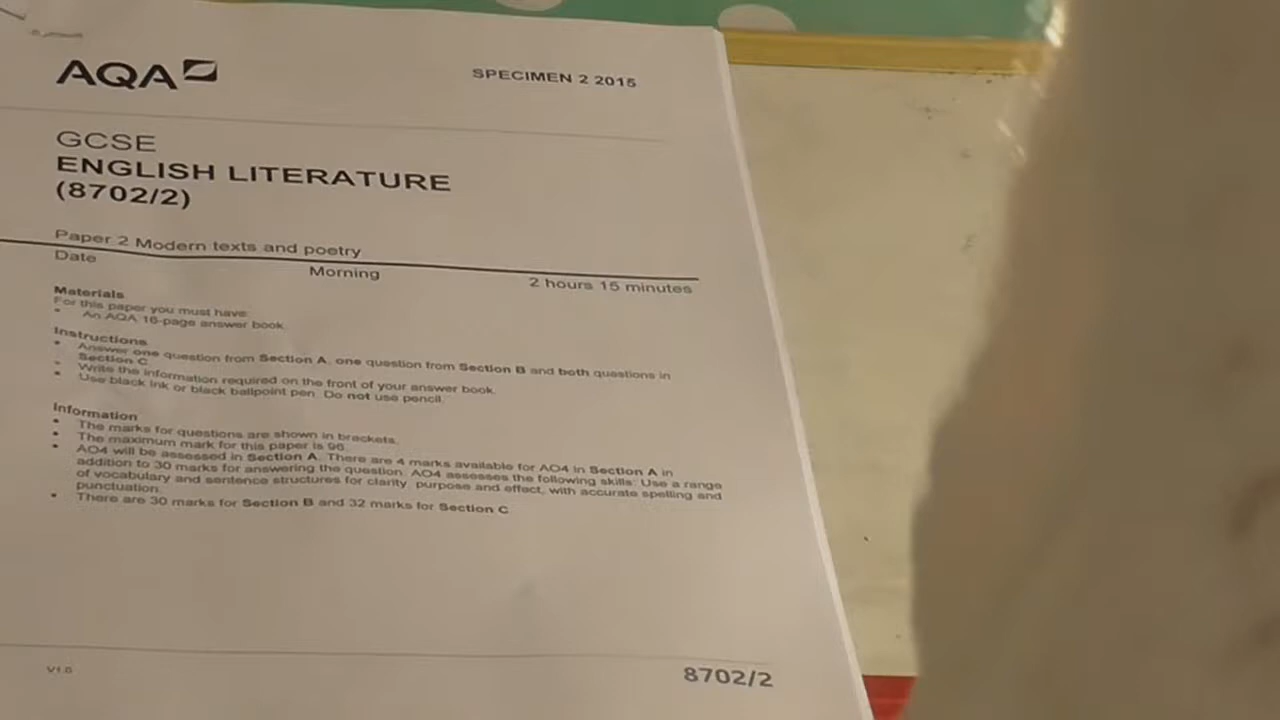 AQA
SPECIMEN 2 2015
GCSE
ENGLISH LITERATURE
(8702/2)
Paper 2 Modern texts and poetry
Date
Morning
2 hours 15 minutes
Materials
For this paper you must have:
• An AQA 16-page answer book.
Instructions
• Answer one question from Section A, one question from Section B and both questions in
Section C.
• Write the information required on the front of your answer book.
• Use black ink or black ballpoint pen. Do not use pencil.
Information
• The marks for questions are shown in brackets.
• The maximum mark for this paper is 96.
• AO4 will be assessed in Section A. There are 4 marks available for AO4 in Section A in
addition to 30 marks for answering the question. AO4 assesses the following skills: Use a range
of vocabulary and sentence structures for clarity, purpose and effect, with accurate spelling and
punctuation.
• There are 30 marks for Section B and 32 marks for Section C.
V1.0
8702/2